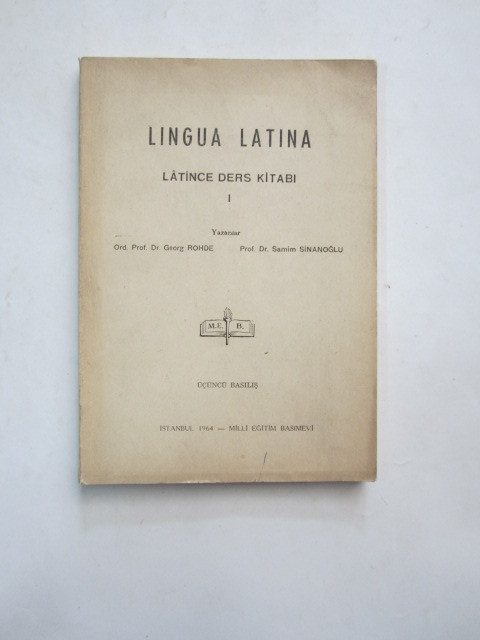 LINGUA LATINA
LÂTİNCE DERS KİTABI
I
Yazanlar
Ord. Prof. Dr. Georg ROHDE Prof. Dr. Samim SİNANOĞLU
M.E. B.
ÜÇÜNCÜ BASILIŞ
İSTANBUL 1964 — MİLLÎ EĞİTİM BASIMEVİ